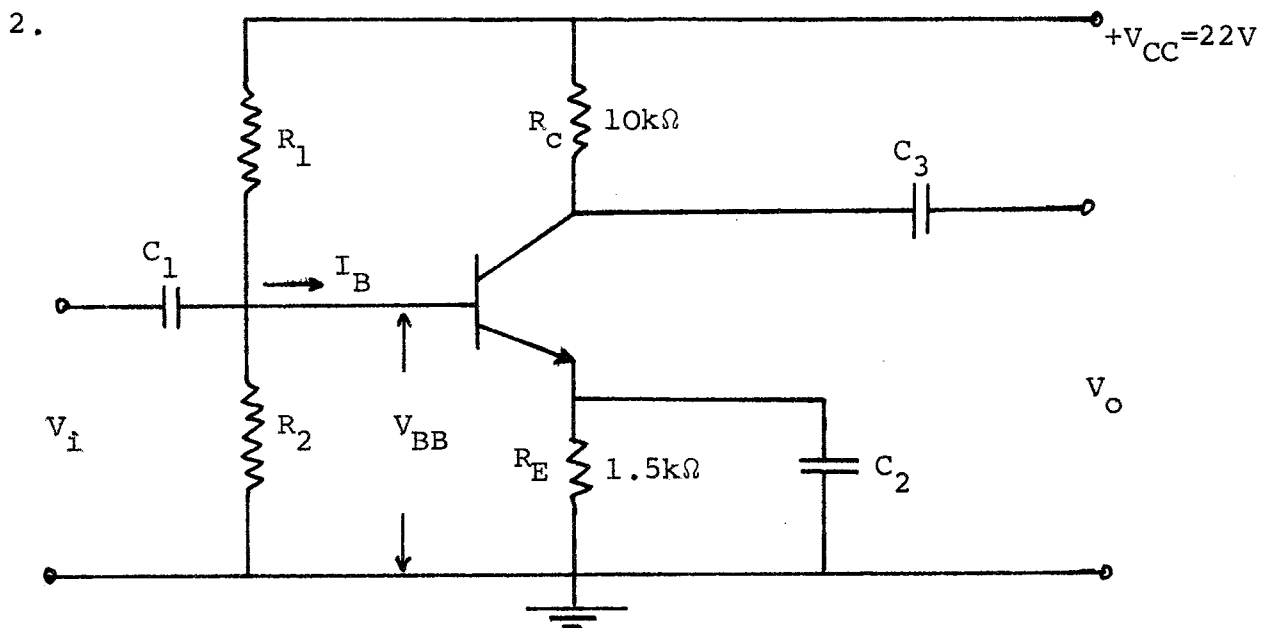 2.
+V_CC=22V
R_1
R_c 10kΩ
C_3
C_1
I_B
V_i
R_2
V_BB
R_E 1.5kΩ
C_2
V_o